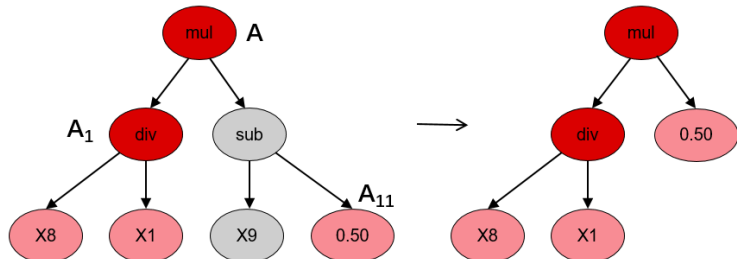 mul A mul
A1 div sub div 0.50
A11
X8 X1 X9 0.50 X8 X1